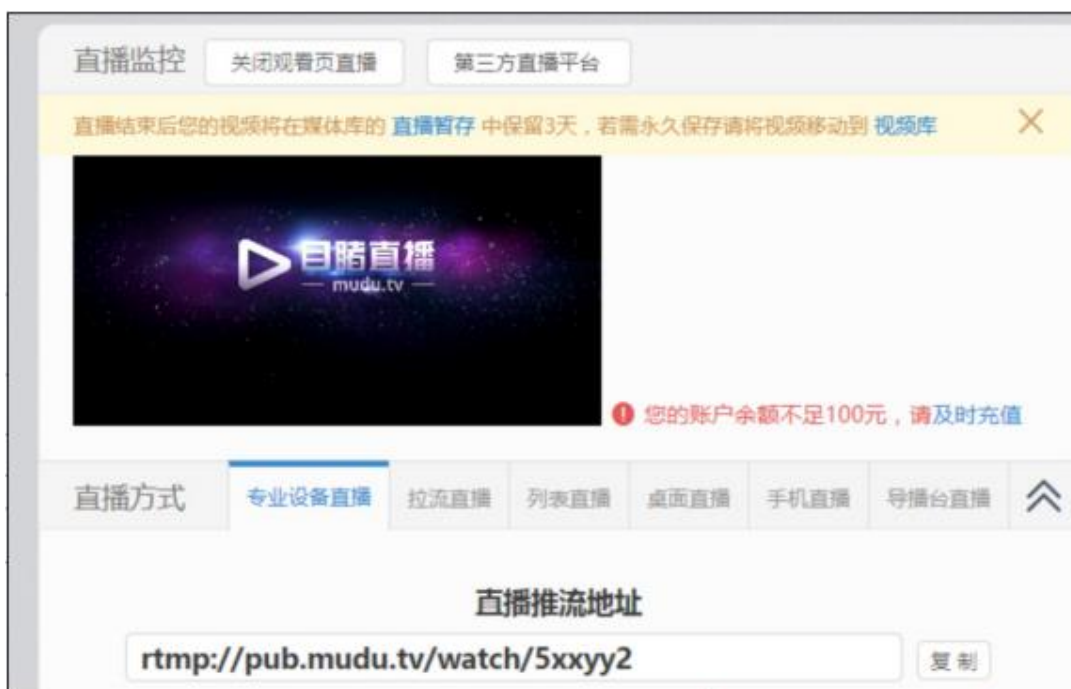 直播监控 关闭观看页直播 第三方直播平台
直播结束后您的视频将在媒体库的 直播暂存 中保留3天，若需永久保存请将视频移动到 视频库
目睹直播
mudu.tv
您的账户余额不足100元，请及时充值
直播方式 专业设备直播 拉流直播 列表直播 桌面直播 手机直播 导播台直播
直播推流地址
rtmp://pub.mudu.tv/watch/5xxyy2 复制